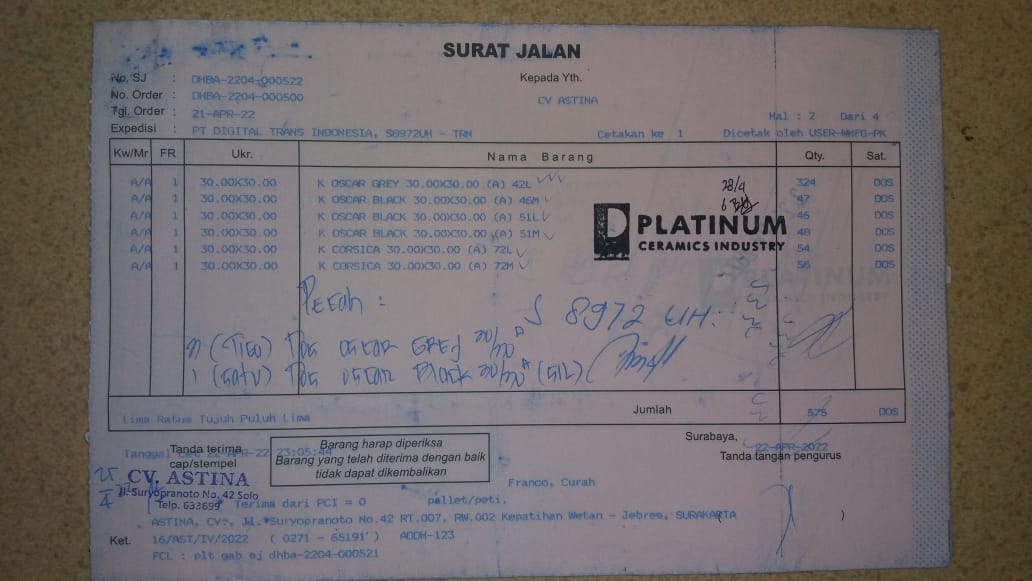 SURAT JALAN
No. SJ : DHBA-2204-000522
Kepada Yth.
No. Order : DHBA-2204-000500
CV ASTINA
Tgl. Order : 21-APR-22
Hal : 2 Dari 4
Expedisi : PT DIGITAL TRANS INDONESIA, S8972UH - TRN
Cetakan ke 1 Dicetak oleh USER-WHFG-PK
Kw/Mr FR Ukr. Nama Barang Qty. Sat.
A/A 1 30.00X30.00 K OSCAR GREY 30.00X30.00 (A) 42L 324 DOS
A/A 1 30.00X30.00 K OSCAR BLACK 30.00X30.00 (A) 46M 47 DOS
A/A 1 30.00X30.00 K OSCAR BLACK 30.00X30.00 (A) 51L 46 DOS
A/A 1 30.00X30.00 K OSCAR BLACK 30.00X30.00 (A) 51M 48 DOS
A/A 1 30.00X30.00 K CORSICA 30.00X30.00 (A) 72L 54 DOS
A/A 1 30.00X30.00 K CORSICA 30.00X30.00 (A) 72M 56 DOS
28/4
PLATINUM
CERAMICS INDUSTRY
Pecah :
S 8972 UH.
Dos oscar GREY 30/30 A
1 (satu) Dos oscar Black 30/30 A (51L)
Lima Ratus Tujuh Puluh Lima
Jumlah 575 DOS
Tanda terima
cap/stempel
Tanggal Cet 22-APR-22 23:05:44
Barang harap diperiksa
Barang yang telah diterima dengan baik
tidak dapat dikembalikan
Surabaya, 22-APR-2022
Tanda tangan pengurus
CV. ASTINA
Jl. Suryopranoto No. 42 Solo
Telp. 633699
Franco, Curah
Terima dari PCI = 0 pallet/peti,
ASTINA, CV., Jl. Suryopranoto No.42 RT.007, RW.002 Kepatihan Wetan - Jebres, SURAKARTA
( )
Ket. 16/AST/IV/2022 ( 0271 - 65191 ) ADDH-123
FCL : plt gab sj dhba-2204-000521